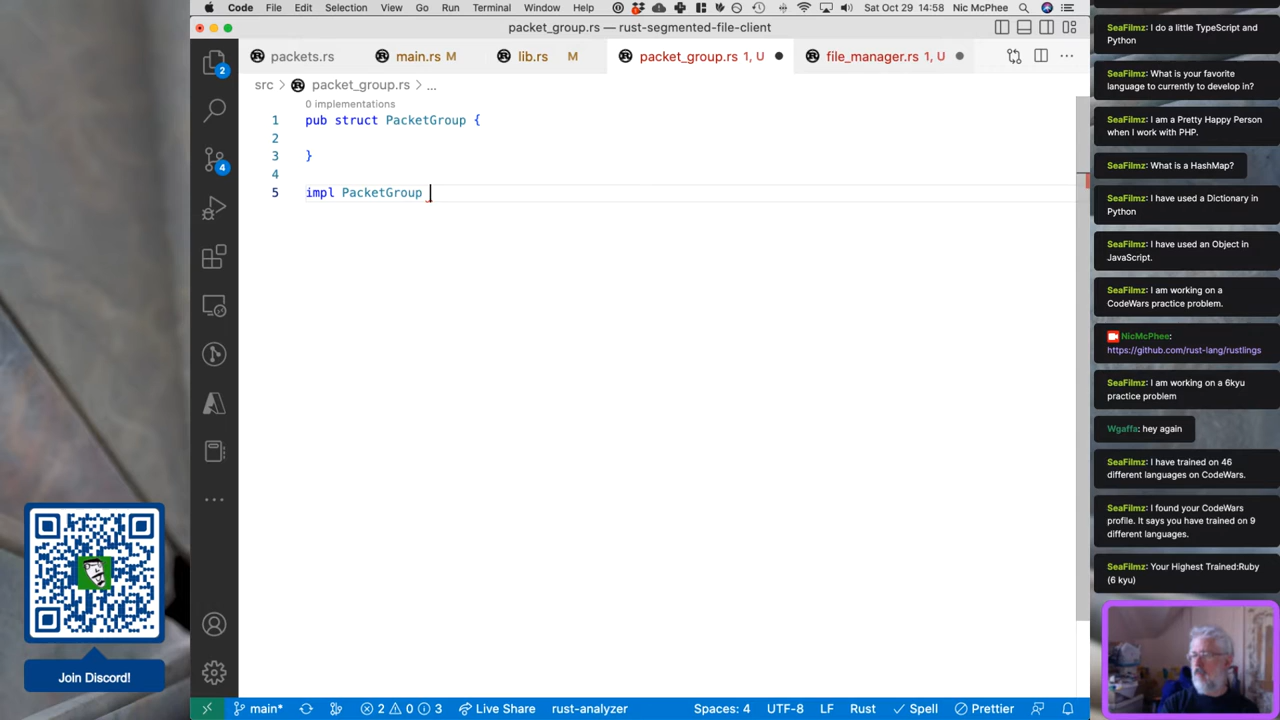 Code File Edit Selection View Go Run Terminal Window Help Sat Oct 29 14:58 Nic McPhee
packet_group.rs — rust-segmented-file-client
packets.rs main.rs M lib.rs M packet_group.rs 1, U file_manager.rs 1, U
src > packet_group.rs > ...
0 implementations
1 pub struct PacketGroup {
2
3 }
4
5 impl PacketGroup
2
4
Join Discord!
main* 2 0 3 Live Share rust-analyzer Spaces: 4 UTF-8 LF Rust Spell Prettier
SeaFilmz: I do a little TypeScript and
Python
SeaFilmz: What is your favorite
language to currently to develop in?
SeaFilmz: I am a Pretty Happy Person
when I work with PHP.
SeaFilmz: What is a HashMap?
SeaFilmz: I have used a Dictionary in
Python
SeaFilmz: I have used an Object in
JavaScript.
SeaFilmz: I am working on a
CodeWars practice problem.
NicMcPhee:
https://github.com/rust-lang/rustlings
SeaFilmz: I am working on a 6kyu
practice problem
Wgaffa: hey again
SeaFilmz: I have trained on 46
different languages on CodeWars.
SeaFilmz: I found your CodeWars
profile. It says you have trained on 9
different languages.
SeaFilmz: Your Highest Trained:Ruby
(6 kyu)